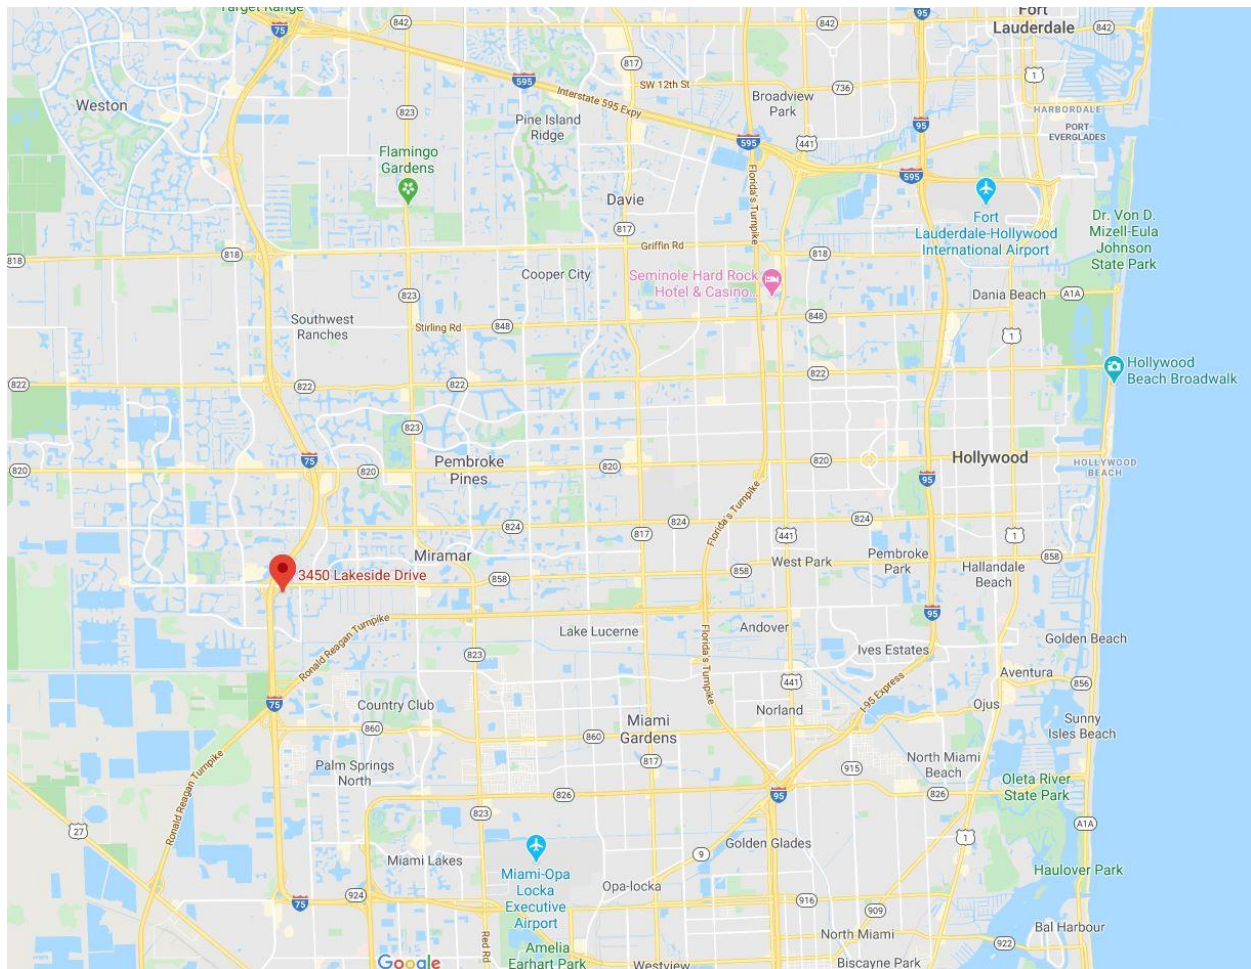 Target Range
75
842
95
Fort
Lauderdale
842
817
1
595
SW 12th St
736
Weston
823
Interstate 595 Expy
Broadview
Park
HARBORDALE
Pine Island
Ridge
95
PORT
EVERGLADES
Flamingo
Gardens
595
441
595
Florida's Turnpike
Davie
Fort
Lauderdale-Hollywood
International Airport
Dr. Von D.
Mizell-Eula
Johnson
State Park
817
818
818
Griffin Rd
818
Cooper City
Seminole Hard Rock
Hotel & Casino...
823
Dania Beach
A1A
Southwest
Ranches
Stirling Rd
848
848
1
822
822
822
822
Hollywood
Beach Broadwalk
823
75
Pembroke
Pines
820
820
820
820
Hollywood
HOLLYWOOD
BEACH
95
Florida's Turnpike
824
824
824
817
441
1
Miramar
West Park
Pembroke
Park
858
Hallandale
Beach
3450 Lakeside Drive
858
858
95
Ronald Reagan Turnpike
Lake Lucerne
Andover
Florida's Turnpike
Golden Beach
823
Ives Estates
Aventura
441
856
I-95 Express
75
Country Club
Norland
Ojus
Miami
Gardens
Sunny
Isles Beach
860
860
817
915
North Miami
Beach
Palm Springs
North
Ronald Reagan Turnpike
Oleta River
State Park
826
95
826
823
A1A
27
1
Golden Glades
Miami Lakes
9
Haulover Park
Miami-Opa
Locka
Executive
Airport
Opa-locka
924
75
916
909
Bal Harbour
North Miami
922
Red Rd
Amelia
Earhart Park
Google
Westview
Biscayne Park